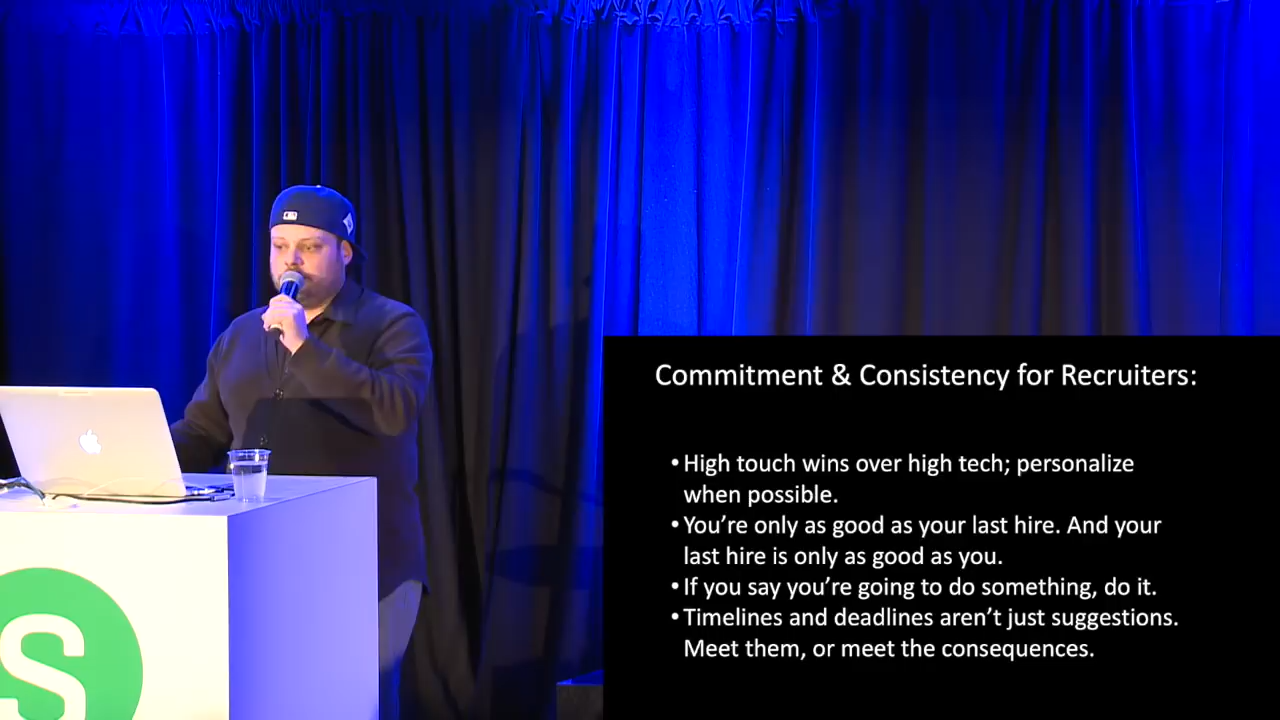 Commitment & Consistency for Recruiters:
•High touch wins over high tech; personalize
when possible.
•You’re only as good as your last hire. And your
last hire is only as good as you.
•If you say you’re going to do something, do it.
•Timelines and deadlines aren’t just suggestions.
Meet them, or meet the consequences.
S